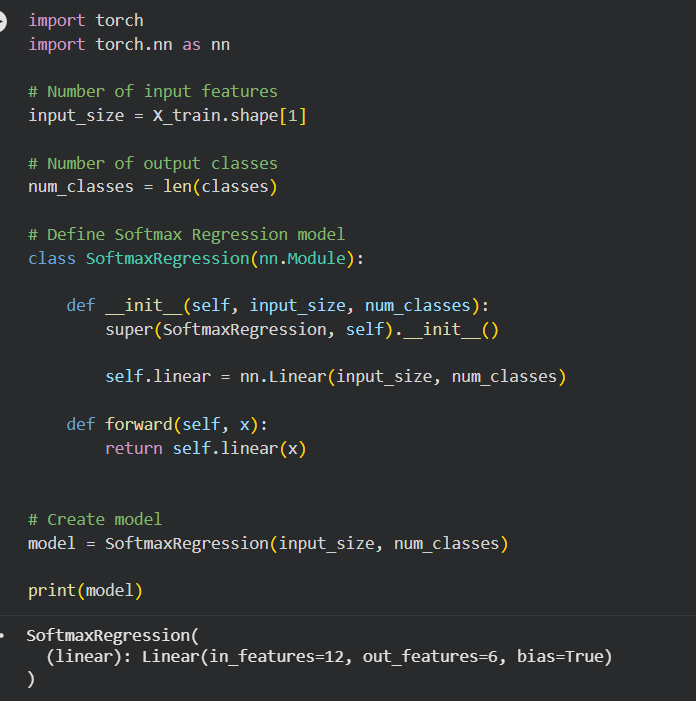 import torch
import torch.nn as nn
# Number of input features
input_size = X_train.shape[1]
# Number of output classes
num_classes = len(classes)
# Define Softmax Regression model
class SoftmaxRegression(nn.Module):
    def __init__(self, input_size, num_classes):
        super(SoftmaxRegression, self).__init__()
        self.linear = nn.Linear(input_size, num_classes)
    def forward(self, x):
        return self.linear(x)
# Create model
model = SoftmaxRegression(input_size, num_classes)
print(model)
SoftmaxRegression(
  (linear): Linear(in_features=12, out_features=6, bias=True)
)